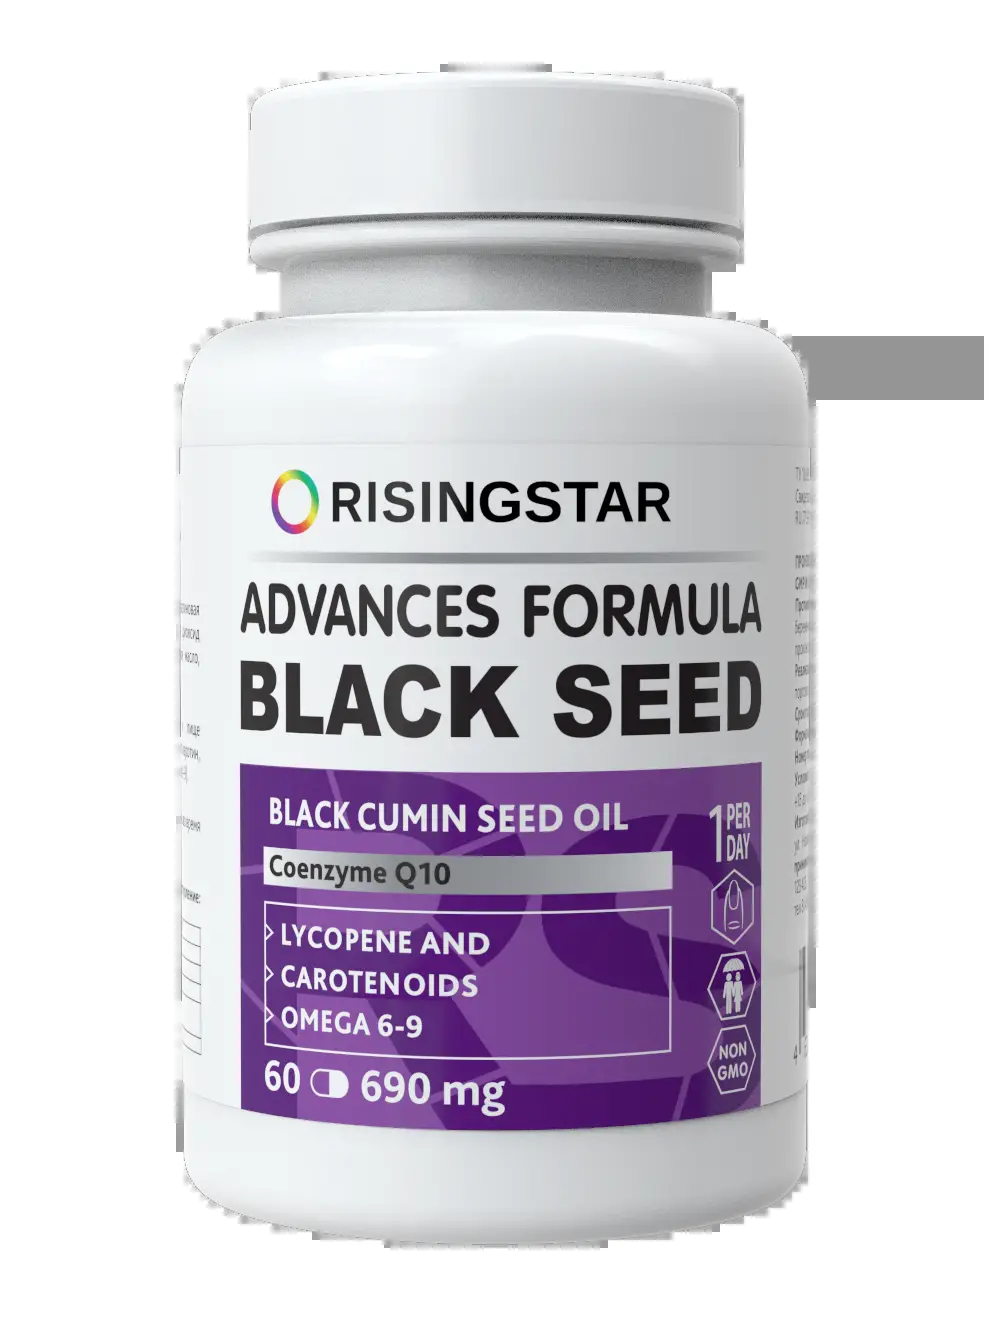 RISINGSTAR
ADVANCES FORMULA
BLACK SEED
BLACK CUMIN SEED OIL
1 PER DAY
Coenzyme Q10
LYCOPENE AND
CAROTENOIDS
OMEGA 6-9
NON
GMO
60 690 mg